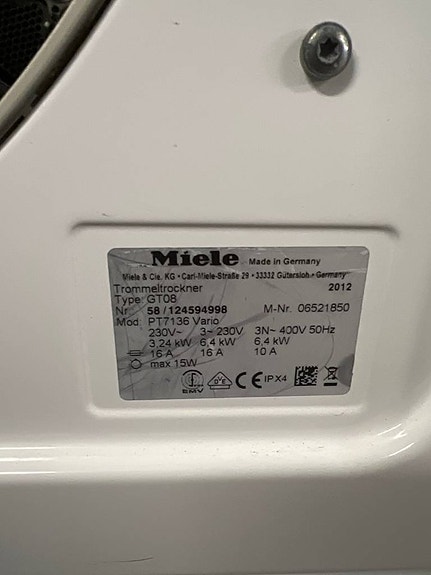 Miele Made in Germany
Miele & Cie. KG • Carl-Miele-Straße 29 • 33332 Gütersloh • Germany
Trommeltrockner 2012
Type: GT08
Nr. 58 / 124594998 M-Nr. 06521850
Mod. PT7136 Vario
230V~ 3~ 230V 3N~ 400V 50Hz
3,24 kW 6,4 kW 6,4 kW
16 A 16 A 10 A
max 15W
EMV DVE CE IPX4